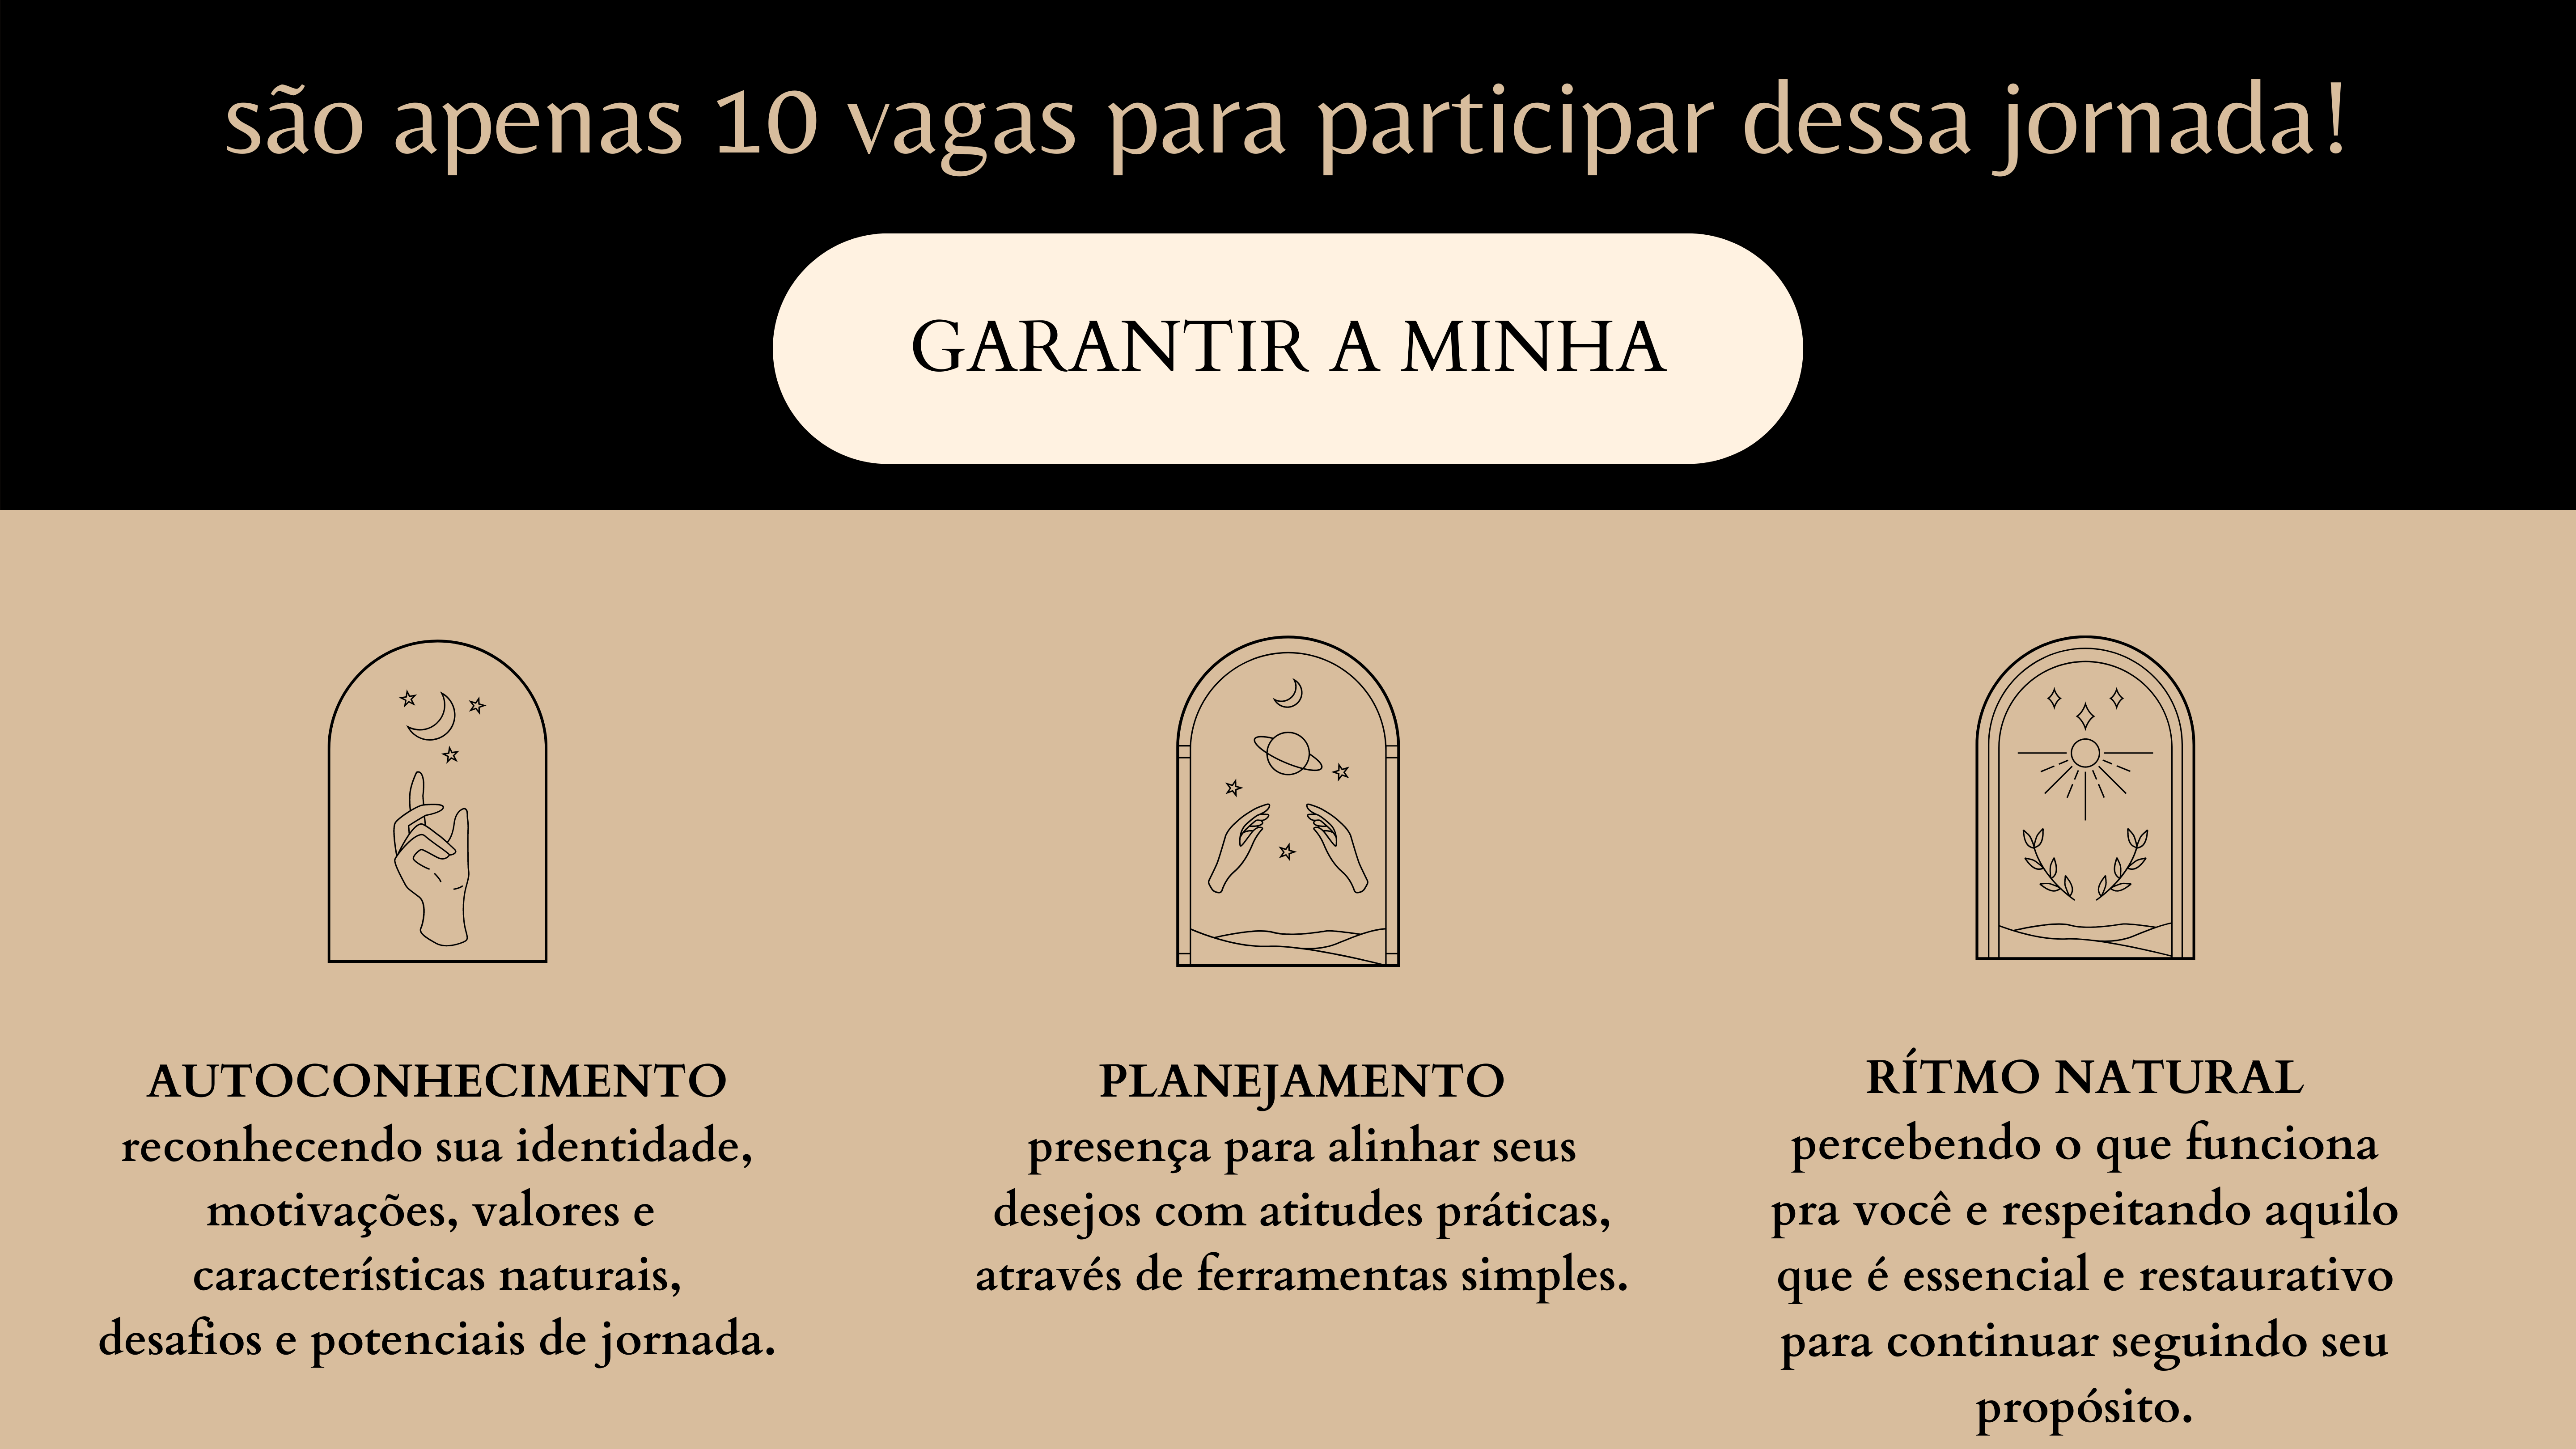 são apenas 10 vagas para participar dessa jornada!
GARANTIR A MINHA
AUTOCONHECIMENTO
reconhecendo sua identidade,
motivações, valores e
características naturais,
desafios e potenciais de jornada.
PLANEJAMENTO
presença para alinhar seus
desejos com atitudes práticas,
através de ferramentas simples.
RÍTMO NATURAL
percebendo o que funciona
pra você e respeitando aquilo
que é essencial e restaurativo
para continuar seguindo seu
propósito.